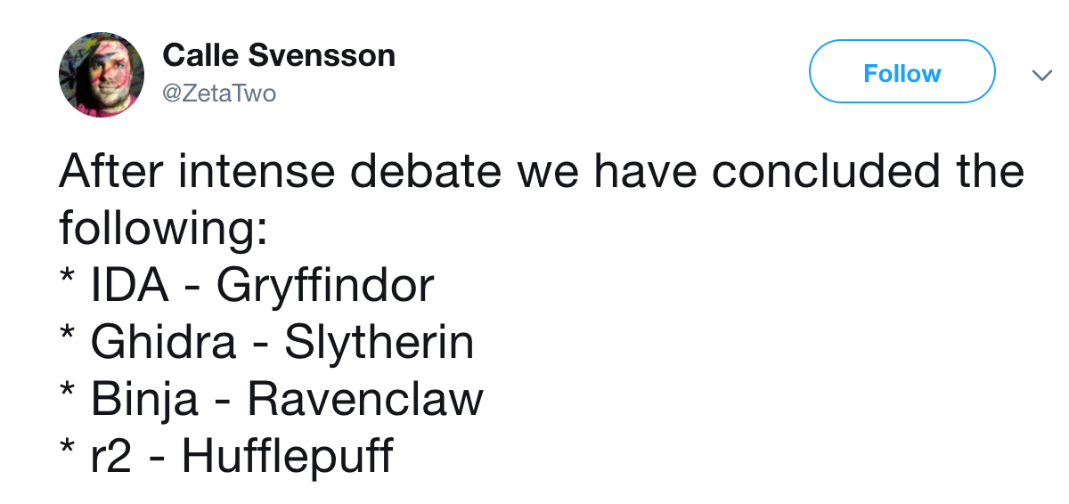 Calle Svensson
@ZetaTwo
Follow
After intense debate we have concluded the
following:
* IDA - Gryffindor
* Ghidra - Slytherin
* Binja - Ravenclaw
* r2 - Hufflepuff